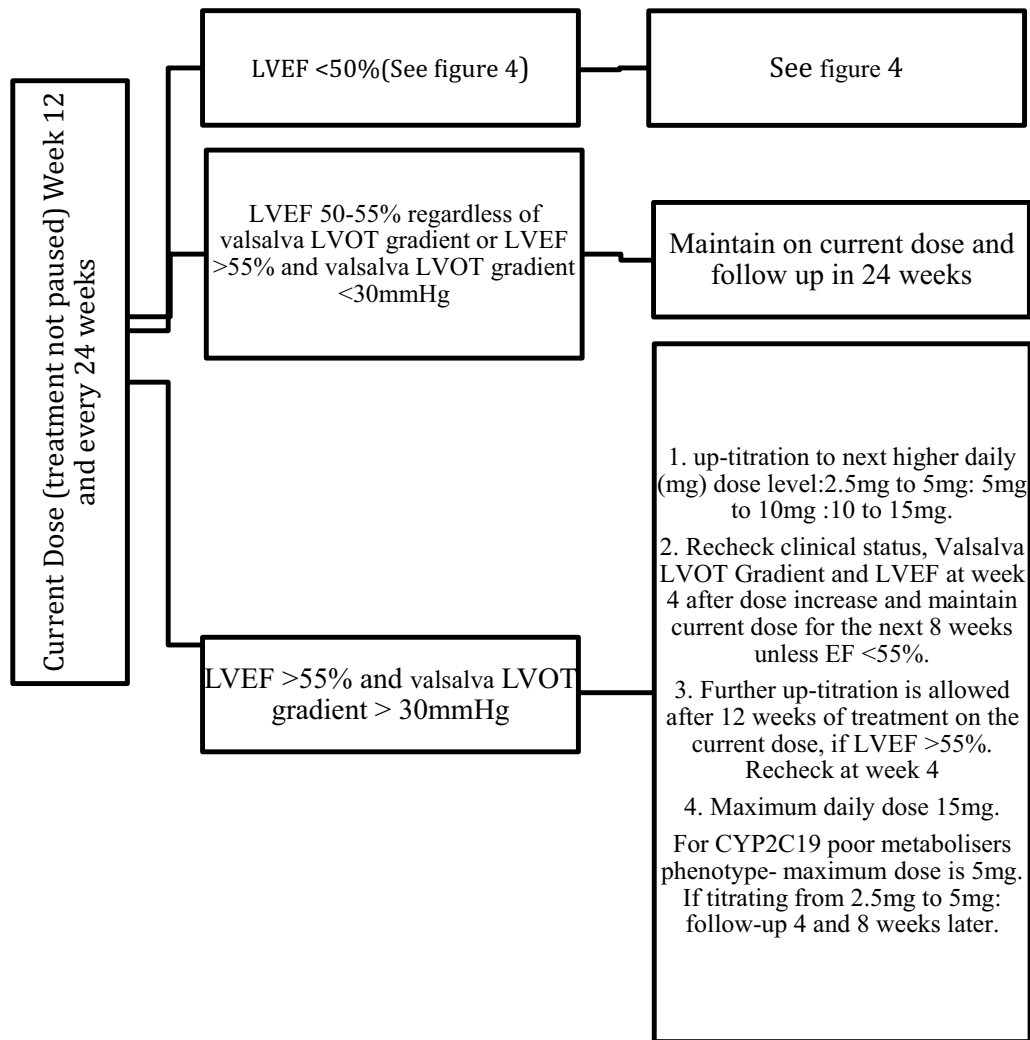 Current Dose (treatment not paused) Week 12
and every 24 weeks
LVEF <50%(See figure 4)
See figure 4
LVEF 50-55% regardless of
valsalva LVOT gradient or LVEF
>55% and valsalva LVOT gradient
<30mmHg
Maintain on current dose and
follow up in 24 weeks
LVEF >55% and valsalva LVOT
gradient > 30mmHg
1. up-titration to next higher daily
(mg) dose level:2.5mg to 5mg: 5mg
to 10mg :10 to 15mg.
2. Recheck clinical status, Valsalva
LVOT Gradient and LVEF at week
4 after dose increase and maintain
current dose for the next 8 weeks
unless EF <55%.
3. Further up-titration is allowed
after 12 weeks of treatment on the
current dose, if LVEF >55%.
Recheck at week 4
4. Maximum daily dose 15mg.
For CYP2C19 poor metabolisers
phenotype- maximum dose is 5mg.
If titrating from 2.5mg to 5mg:
follow-up 4 and 8 weeks later.